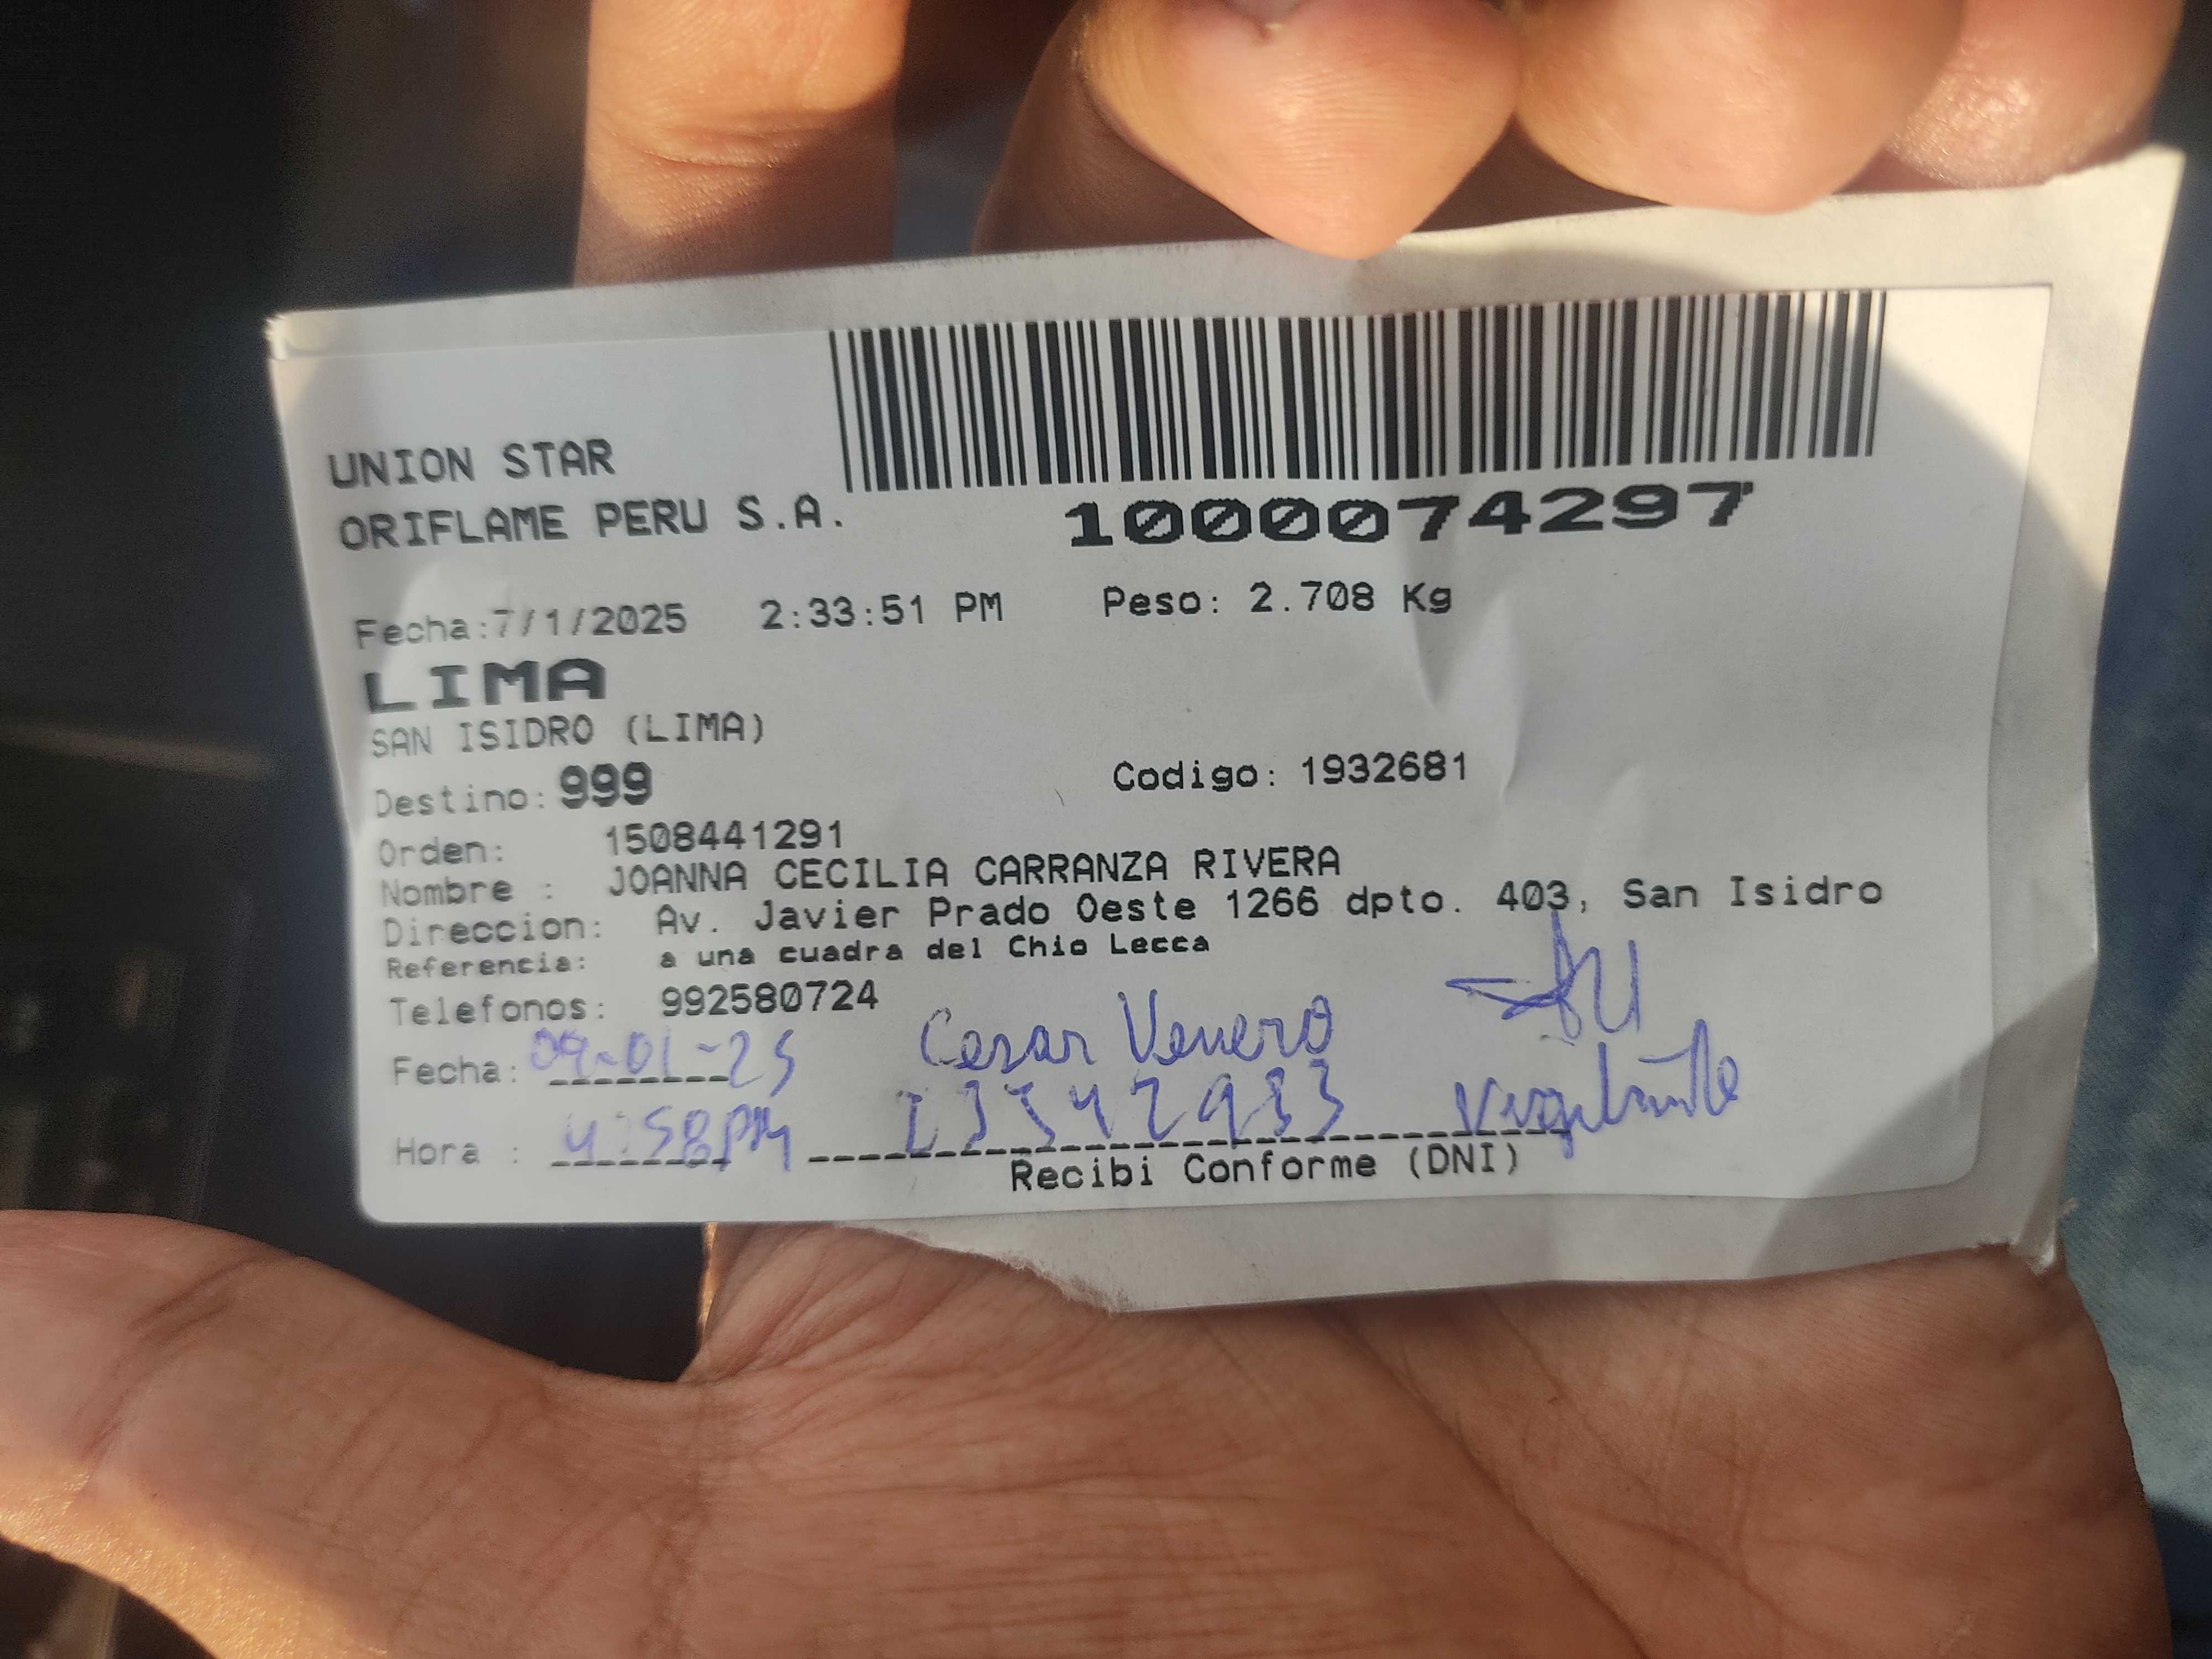 UNION STAR
ORIFLAME PERU S.A.
1000074297
Fecha:7/1/2025 2:33:51 PM Peso: 2.708 Kg
LIMA
SAN ISIDRO (LIMA)
Destino: 999 Codigo: 1932681
Orden: 1508441291
Nombre : JOANNA CECILIA CARRANZA RIVERA
Direccion: Av. Javier Prado Oeste 1266 dpto. 403, San Isidro
Referencia: a una cuadra del Chio Lecca
Telefonos: 992580724
Cesar Venero
Fecha: 09-01-25
Hora : 4:58PM Vigilante
Recibi Conforme (DNI)